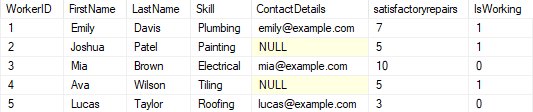 WorkerID FirstName LastName Skill ContactDetails satisfactoryrepairs IsWorking
1 Emily Davis Plumbing email@example.com 7 1
2 Joshua Patel Painting NULL 5 1
3 Mia Brown Electrical mia@example.com 10 0
4 Ava Wilson Tiling NULL 5 1
5 Lucas Taylor Roofing lucas@example.com 3 0